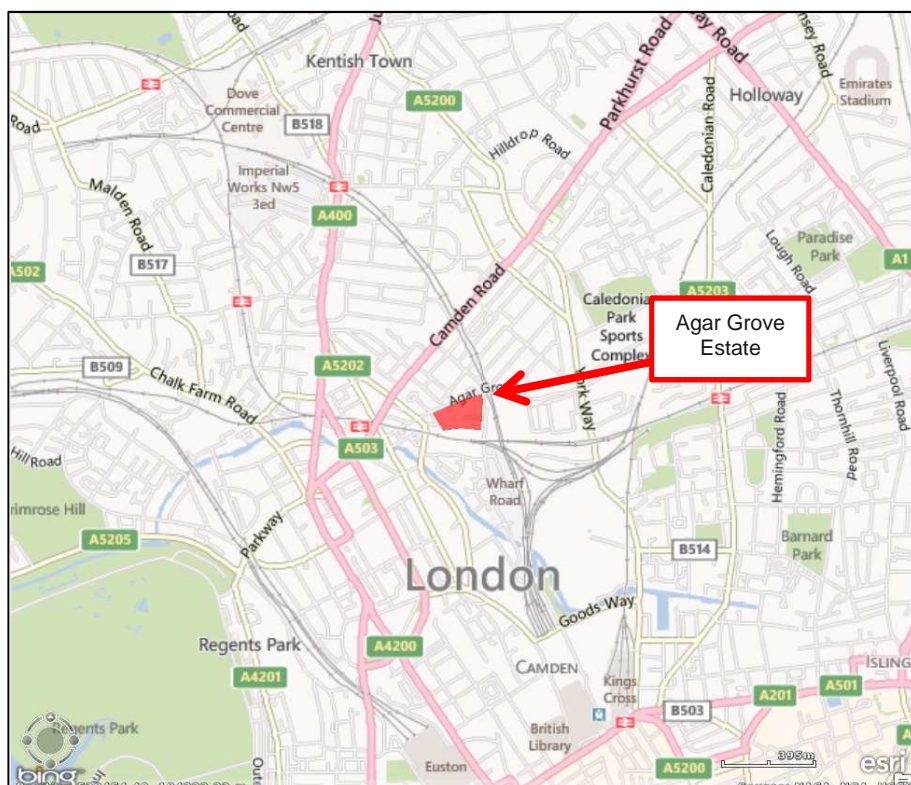 Kentish Town
Dove
Commercial
Centre
B518
A5200
Parkhurst Road
Holloway
Emirates
Stadium
Caledonian Road
Road
Imperial
Works Nw5
3ed
Hilldrop Road
Malden Road
A400
Paradise
Park
Lough Road
B517
A1
A502
Camden Road
Caledonia
Park
Sports
Complex
A5203
Agar Grove
Estate
B509
A5202
Chalk Farm Road
Agar Gro
York Way
Liverpool Road
Thornhill Road
Hemingford Road
A503
Hill Road
Wharf
Road
rimrose Hill
Parkway
A5205
Barnard
Park
B514
London
Goods Way
Regents Park
A4200
CAMDEN
A4201
Kings
Cross
ISLING
A501
A201
B503
Regents Park
British
Library
395m
bing
Euston
A5200
esri